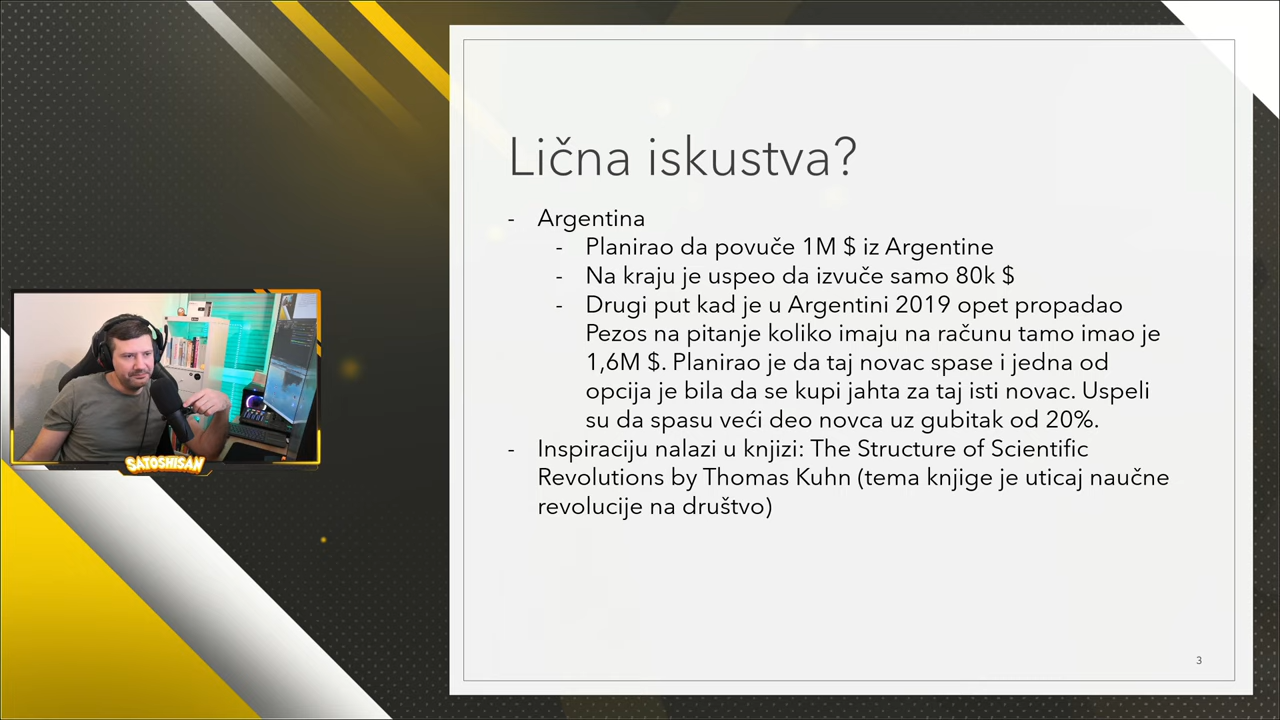 Lična iskustva?
- Argentina
- Planirao da povuče 1M $ iz Argentine
- Na kraju je uspeo da izvuče samo 80k $
- Drugi put kad je u Argentini 2019 opet propadao
Pezos na pitanje koliko imaju na računu tamo imao je
1,6M $. Planirao je da taj novac spase i jedna od
opcija je bila da se kupi jahta za taj isti novac. Uspeli
su da spasu veći deo novca uz gubitak od 20%.
- Inspiraciju nalazi u knjizi: The Structure of Scientific
Revolutions by Thomas Kuhn (tema knjige je uticaj naučne
revolucije na društvo)
SATOSHISAN
3